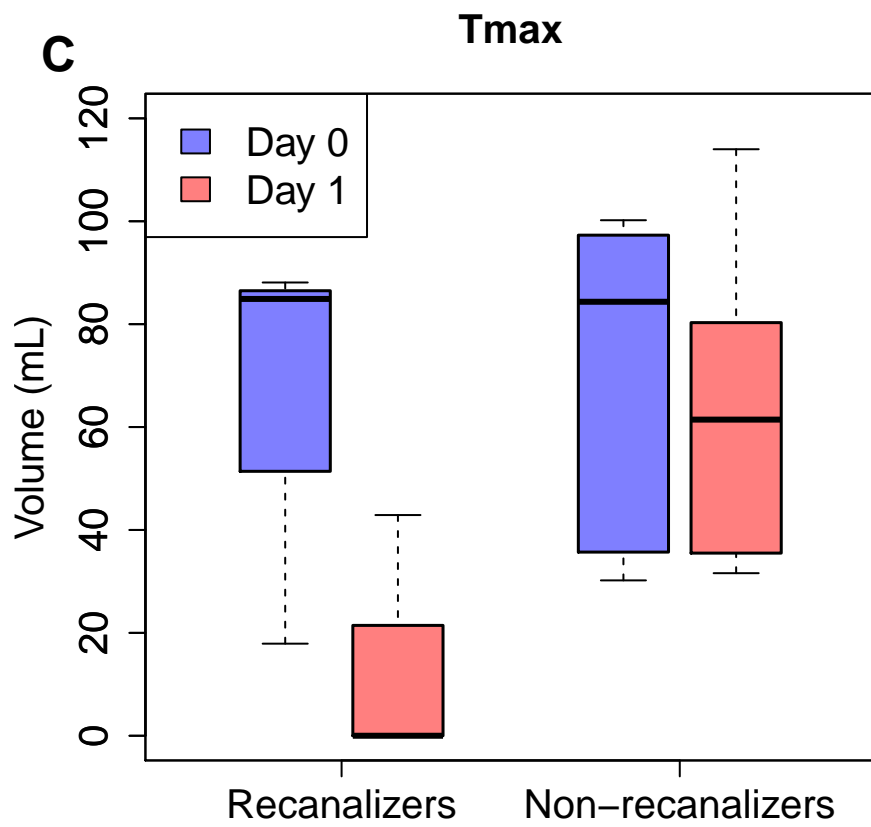 Tmax
C
Day 0
Day 1
Volume (mL)
120
100
80
60
40
20
0
Recanalizers
Non−recanalizers